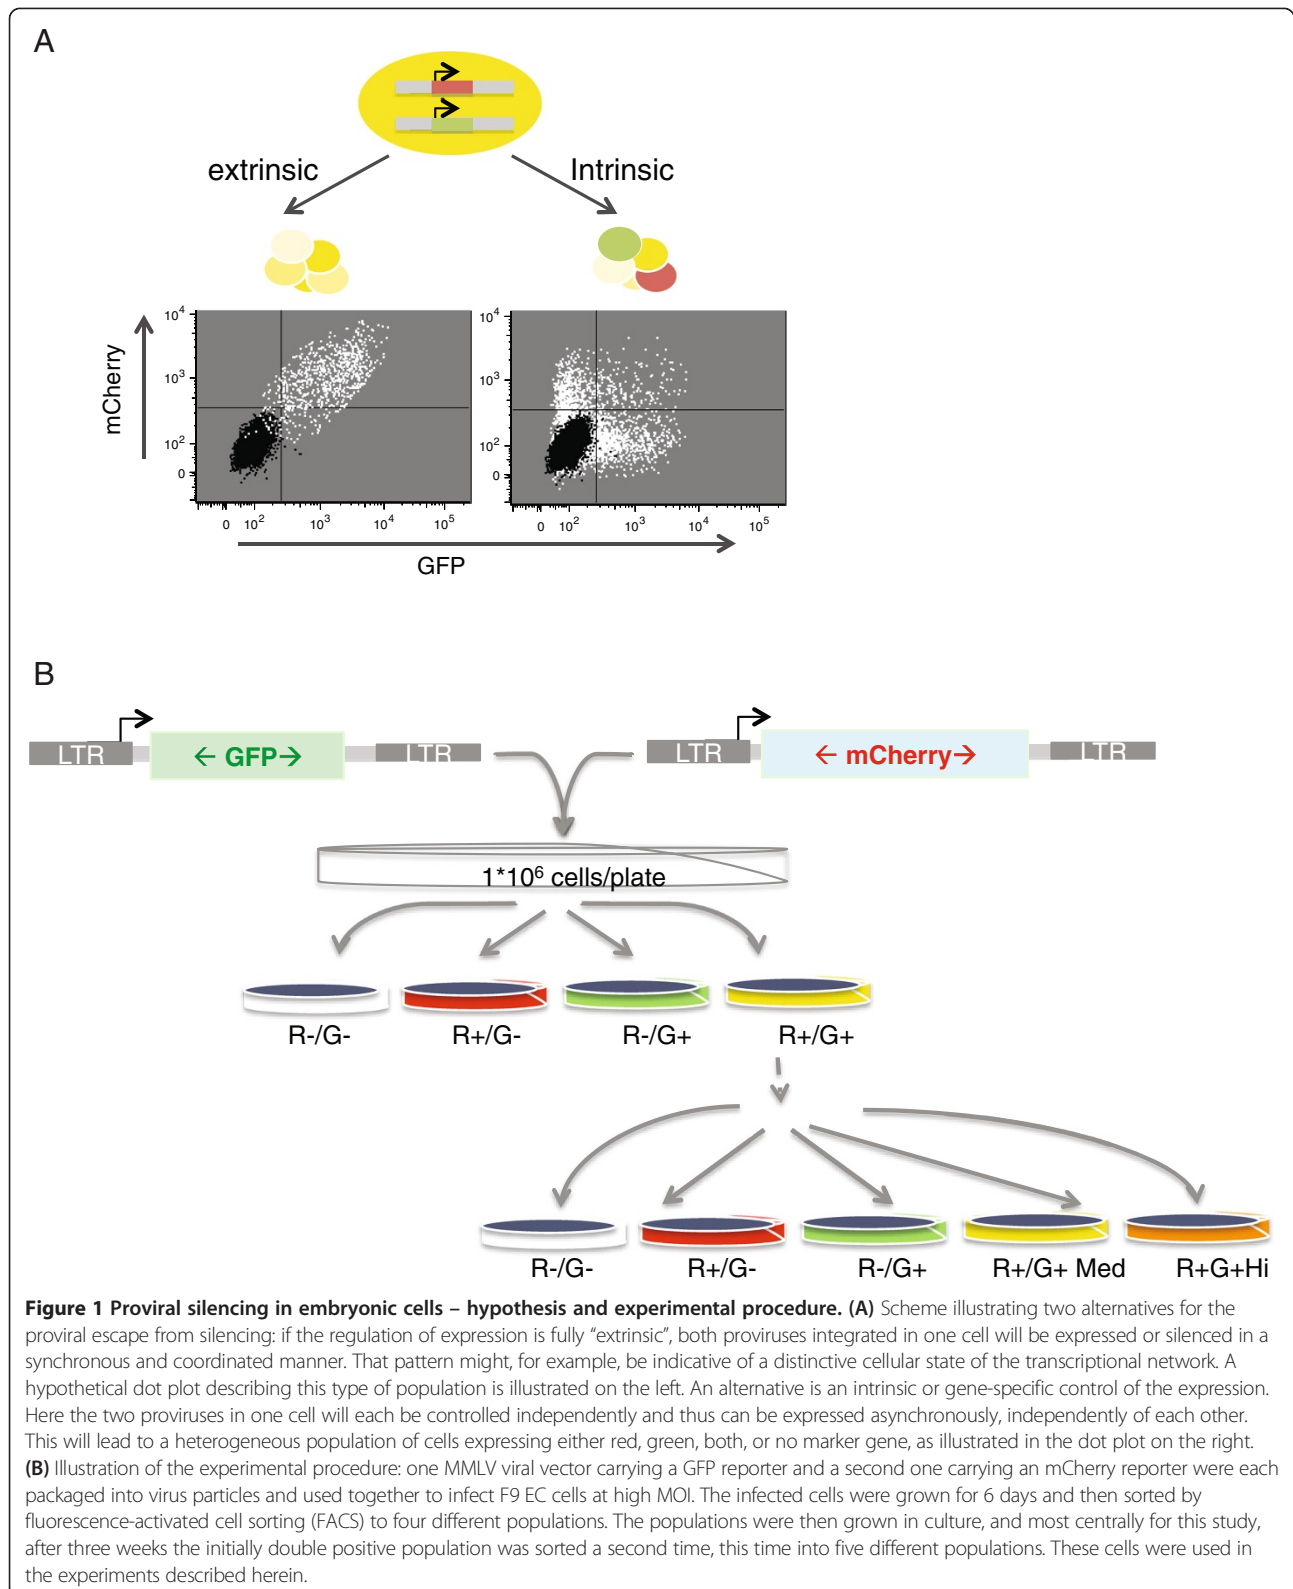 A
extrinsic
Intrinsic
mCherry
10⁴
10³
10²
0
0 10² 10³ 10⁴ 10⁵
10⁴
10³
10²
0
0 10² 10³ 10⁴ 10⁵
GFP
B
LTR
← GFP→
LTR
LTR
← mCherry→
LTR
1*10⁶ cells/plate
R-/G- R+/G- R-/G+ R+/G+
R-/G- R+/G- R-/G+ R+/G+ Med R+G+Hi
Figure 1 Proviral silencing in embryonic cells – hypothesis and experimental procedure. (A) Scheme illustrating two alternatives for the
proviral escape from silencing: if the regulation of expression is fully “extrinsic”, both proviruses integrated in one cell will be expressed or silenced in a
synchronous and coordinated manner. That pattern might, for example, be indicative of a distinctive cellular state of the transcriptional network. A
hypothetical dot plot describing this type of population is illustrated on the left. An alternative is an intrinsic or gene-specific control of the expression.
Here the two proviruses in one cell will each be controlled independently and thus can be expressed asynchronously, independently of each other.
This will lead to a heterogeneous population of cells expressing either red, green, both, or no marker gene, as illustrated in the dot plot on the right.
(B) Illustration of the experimental procedure: one MMLV viral vector carrying a GFP reporter and a second one carrying an mCherry reporter were each
packaged into virus particles and used together to infect F9 EC cells at high MOI. The infected cells were grown for 6 days and then sorted by
fluorescence-activated cell sorting (FACS) to four different populations. The populations were then grown in culture, and most centrally for this study,
after three weeks the initially double positive population was sorted a second time, this time into five different populations. These cells were used in
the experiments described herein.